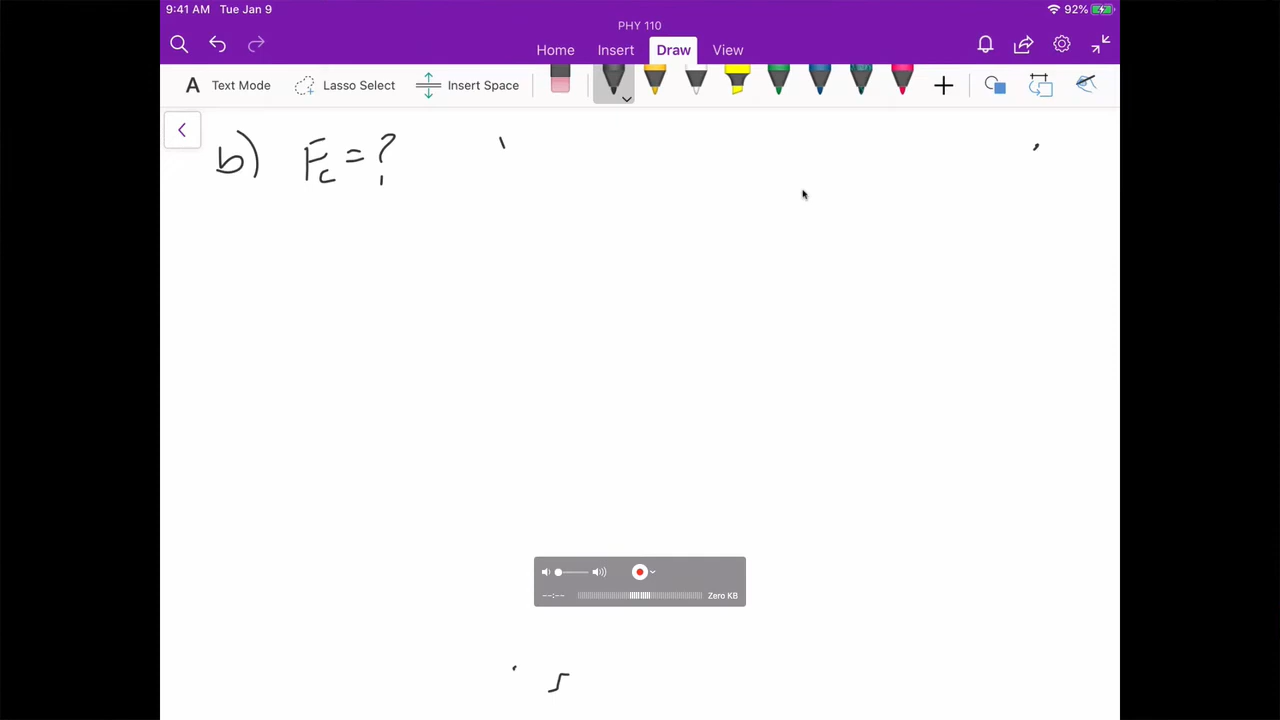 9:41 AM Tue Jan 9 92%
PHY 110
Home Insert Draw View
A Text Mode Lasso Select Insert Space
b) Fc = ?
--:-- Zero KB